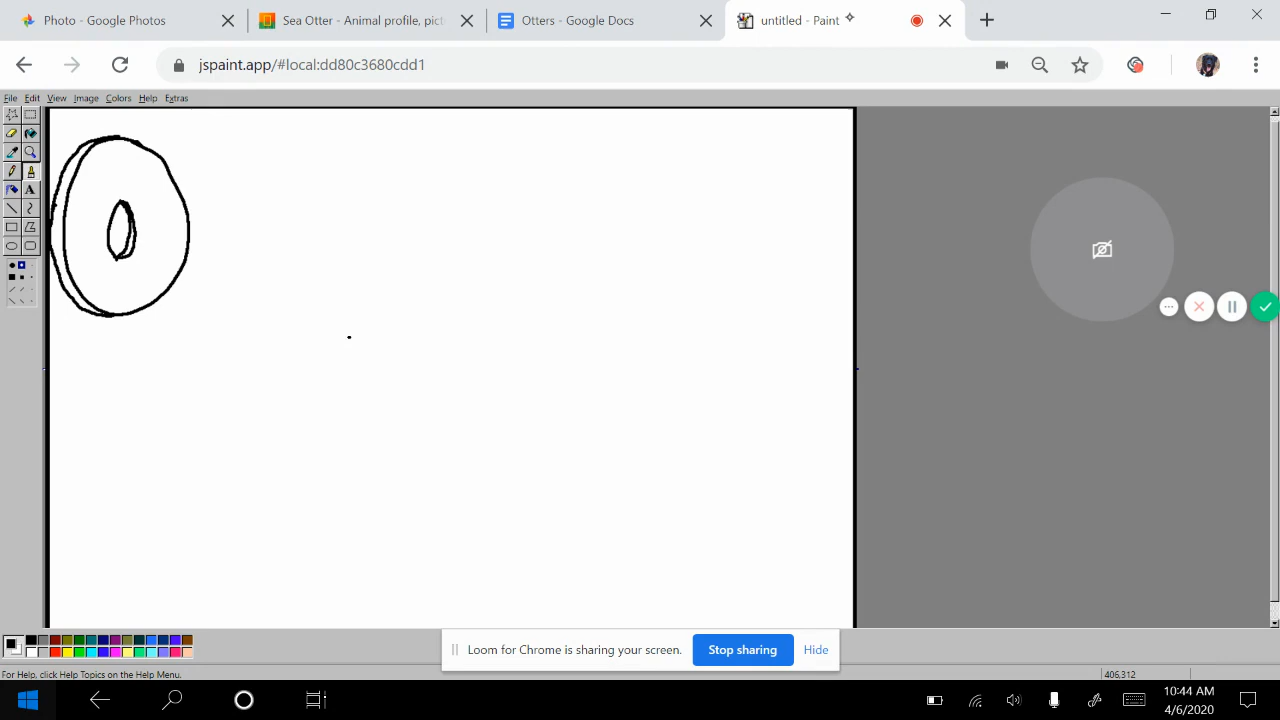 Photo - Google Photos
Sea Otter - Animal profile, pict
Otters - Google Docs
untitled - Paint
jspaint.app/#local:dd80c3680cdd1
File Edit View Image Colors Help Extras
A
Loom for Chrome is sharing your screen. Stop sharing Hide
For Help, click Help Topics on the Help Menu.
406,312
10:44 AM
4/6/2020